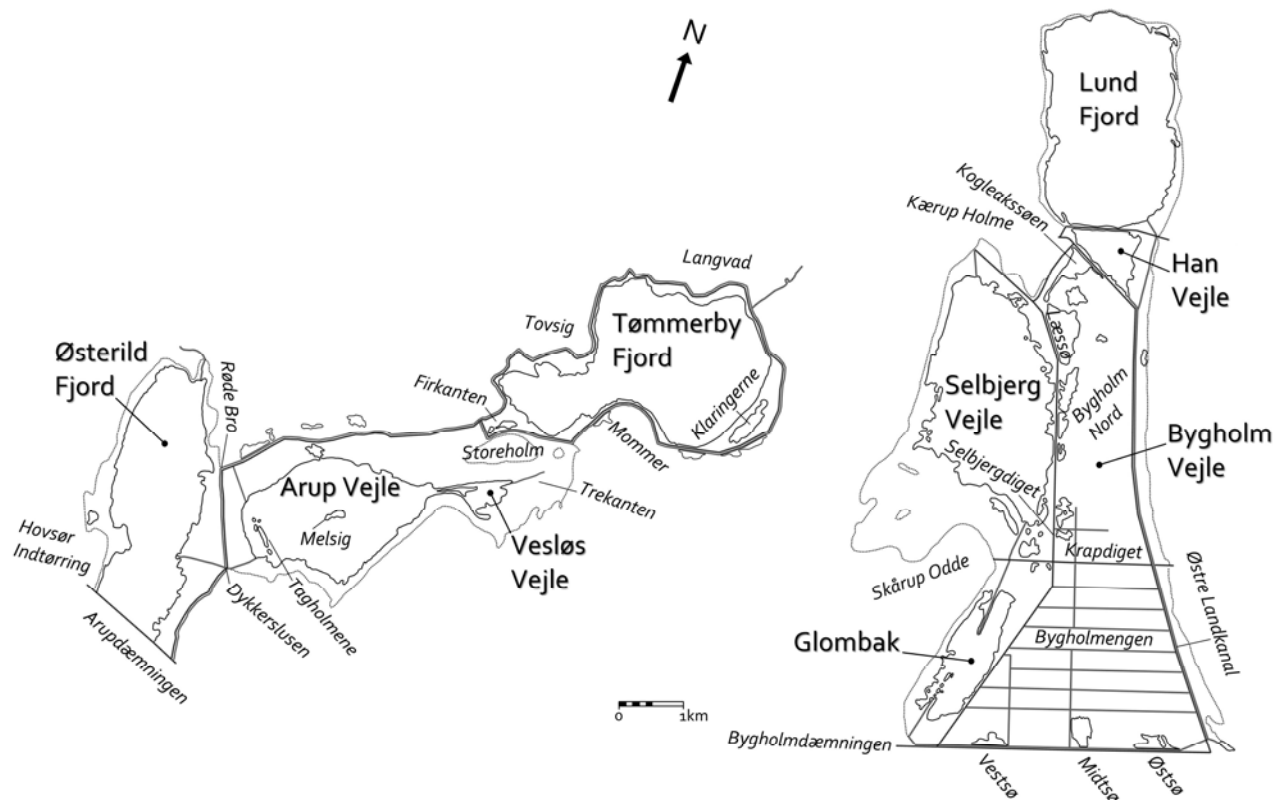 N
Lund
Fjord
Kogleakssøen
Kærup Holme
Han
Vejle
Langvad
Tovsig
Tømmerby
Fjord
Østerild
Fjord
Røde Bro
Firkanten
Klaringerne
Mommer
Storeholm
Arup Vejle
Trekanten
Melsig
Vesløs
Vejle
Hovsør
Indtørring
Tagholmene
Dykkerslusen
Arupdæmningen
Læssø
Selbjerg
Vejle
Bygholm
Nord
Bygholm
Vejle
Selbjergdiget
Krapdiget
Skårup Odde
Østre Landkanal
Glombak
Bygholmengen
0 1km
Bygholmdæmningen
Vestsø
Midtsø
Østsø